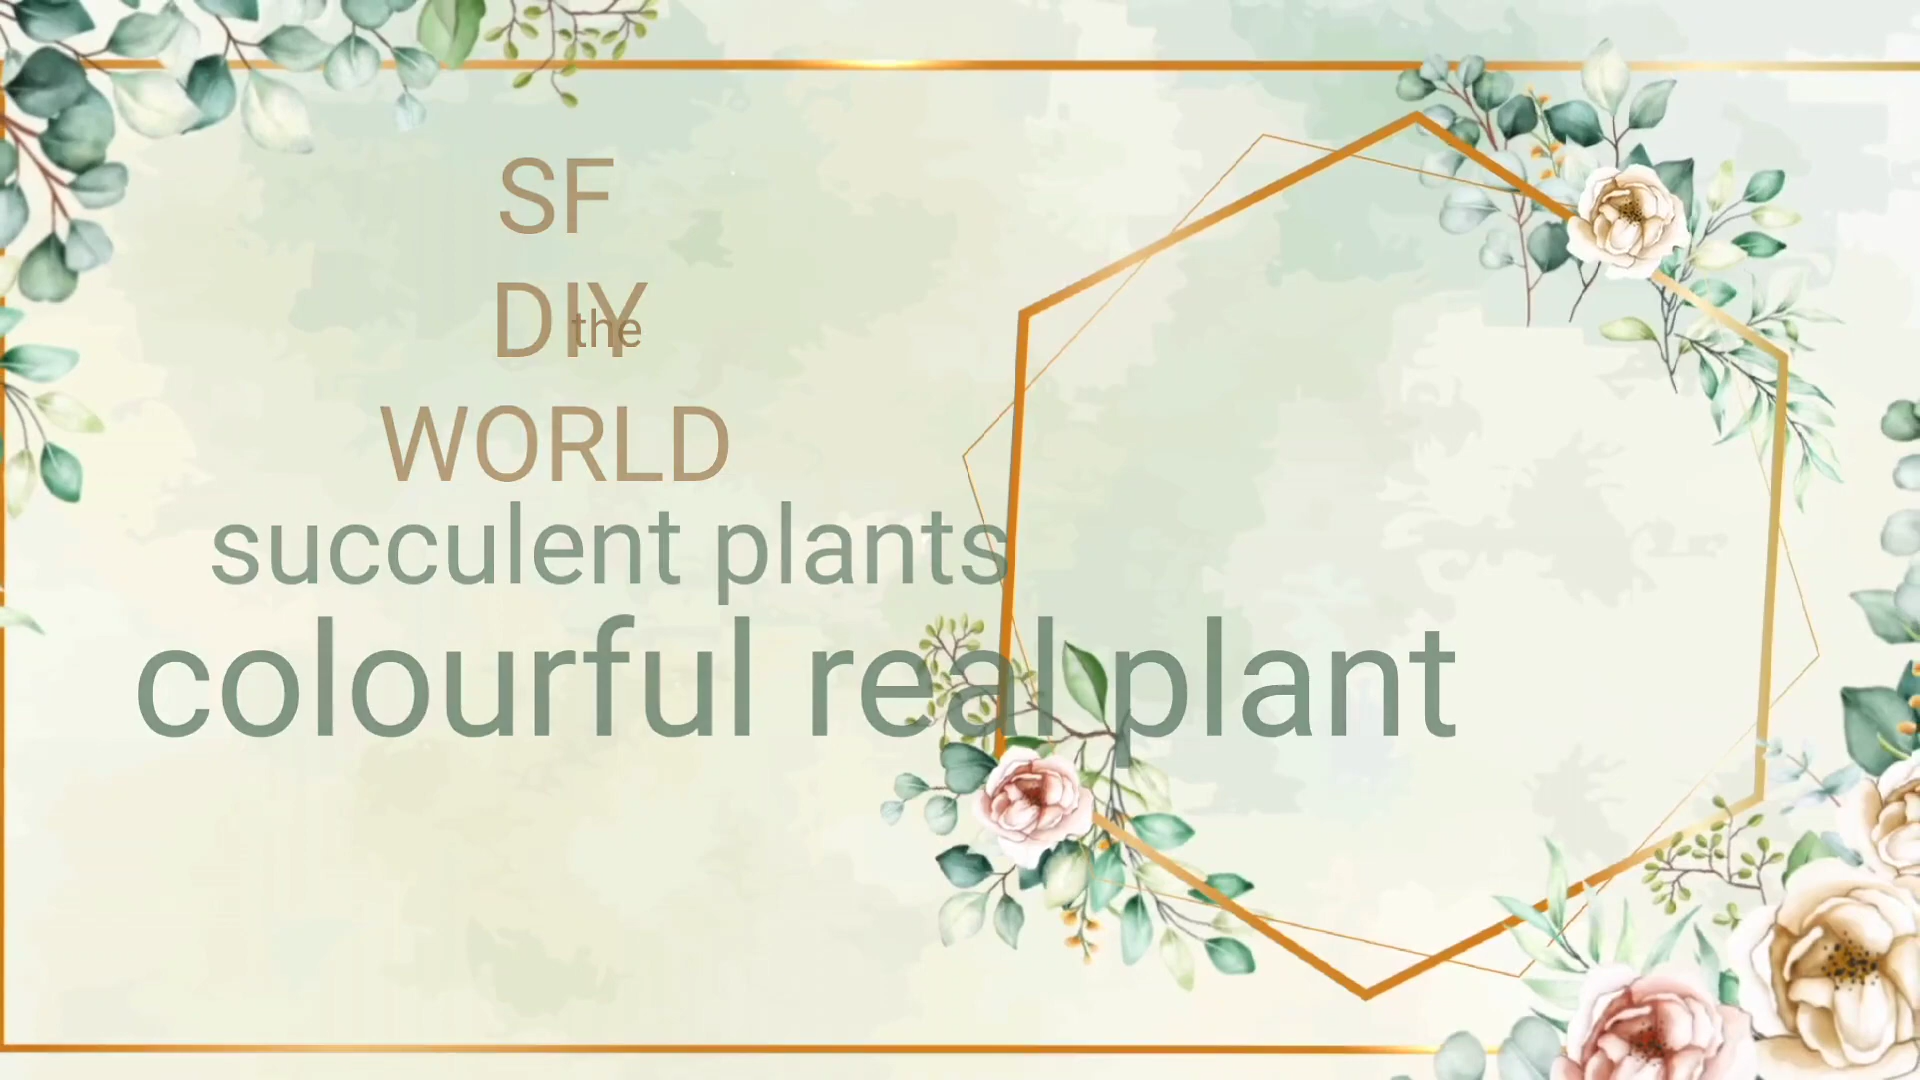 SF
DIY
the
WORLD
succulent plants
colourful real plant